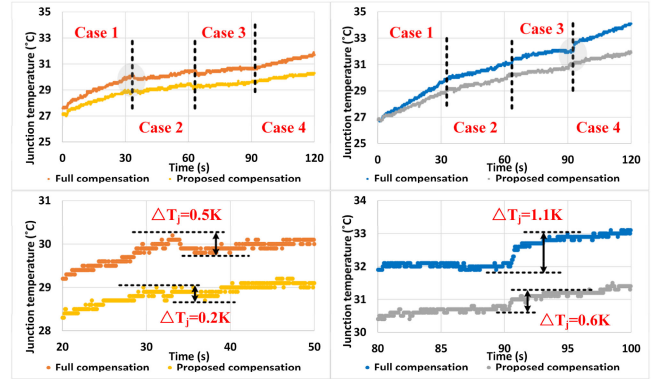 Junction temperature (°C)
35
33
31
29
27
25
Case 1
Case 3
Case 2
Case 4
0
30
60
90
120
Time (s)
Full compensation
Proposed compensation
Junction temperature (°C)
35
33
31
29
27
25
Case 1
Case 3
Case 2
Case 4
0
30
60
90
120
Time (s)
Full compensation
Proposed compensation
Junction temperature (°C)
31
30
29
28
△Tj=0.5K
△Tj=0.2K
20
30
40
50
Time (s)
Full compensation
Proposed compensation
Junction temperature (°C)
34
33
32
31
30
△Tj=1.1K
△Tj=0.6K
80
85
90
95
100
Time (s)
Full compensation
Proposed compensation